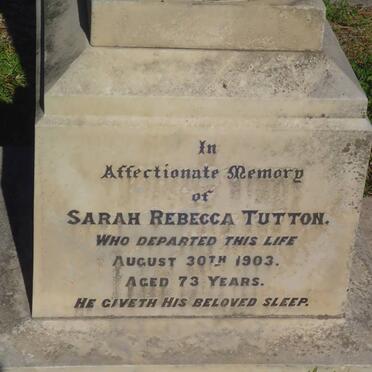 In
Affectionate Memory
of
SARAH REBECCA TUTTON.
WHO DEPARTED THIS LIFE
AUGUST 30TH 1903.
AGED 73 YEARS.
HE GIVETH HIS BELOVED SLEEP.